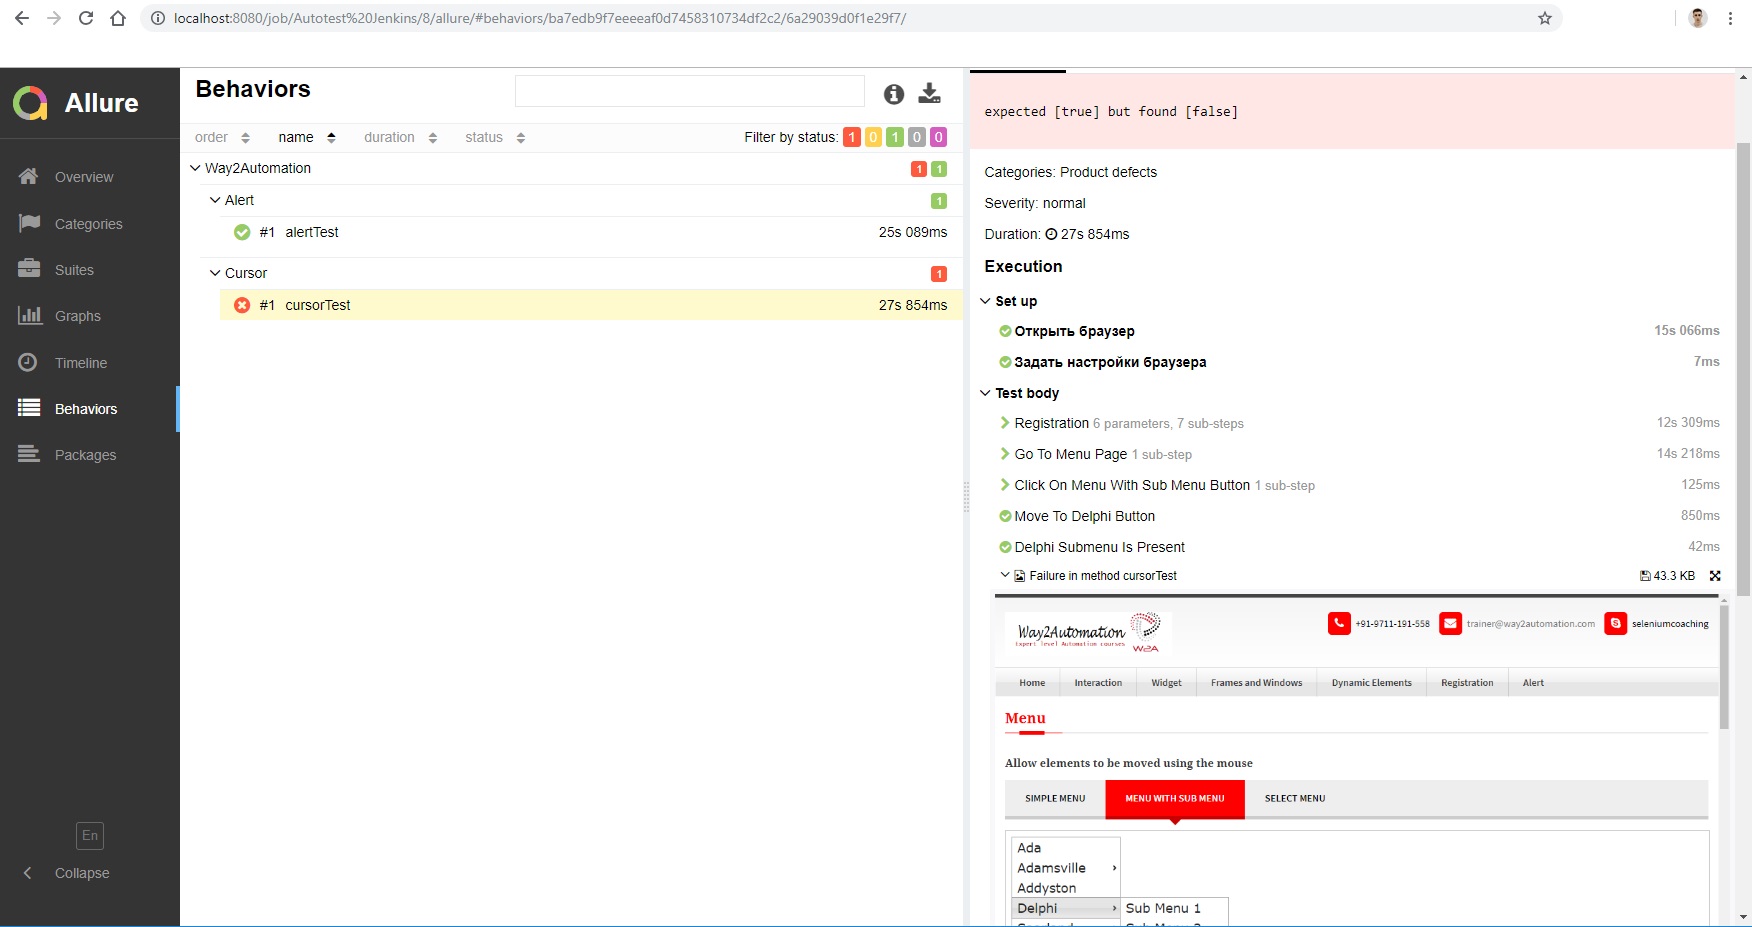 localhost:8080/job/Autotest%20Jenkins/8/allure/#behaviors/ba7edb9f7eeeeaf0d7458310734df2c2/6a29039d0f1e29f7/
Allure
Overview
Categories
Suites
Graphs
Timeline
Behaviors
Packages
En
Collapse
Behaviors
order name duration status Filter by status: 1 0 1 0 0
Way2Automation 1 1
Alert 1
#1 alertTest 25s 089ms
Cursor 1
#1 cursorTest 27s 854ms
expected [true] but found [false]
Categories: Product defects
Severity: normal
Duration: 27s 854ms
Execution
Set up
Открыть браузер 15s 066ms
Задать настройки браузера 7ms
Test body
Registration 6 parameters, 7 sub-steps 12s 309ms
Go To Menu Page 1 sub-step 14s 218ms
Click On Menu With Sub Menu Button 1 sub-step 125ms
Move To Delphi Button 850ms
Delphi Submenu Is Present 42ms
Failure in method cursorTest 43.3 KB
Way2Automation
Expert level Automation courses
W2A
+91-9711-191-558 trainer@way2automation.com seleniumcoaching
Home Interaction Widget Frames and Windows Dynamic Elements Registration Alert
Menu
Allow elements to be moved using the mouse
SIMPLE MENU MENU WITH SUB MENU SELECT MENU
Ada
Adamsville
Addyston
Delphi Sub Menu 1